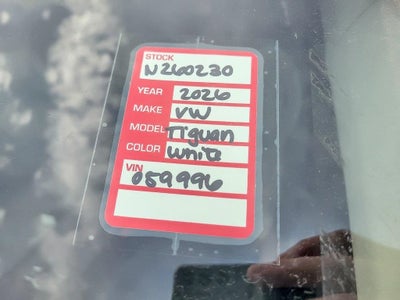 STOCK
N260230
YEAR 2026
MAKE VW
MODEL Tiguan
COLOR White
VIN
059996